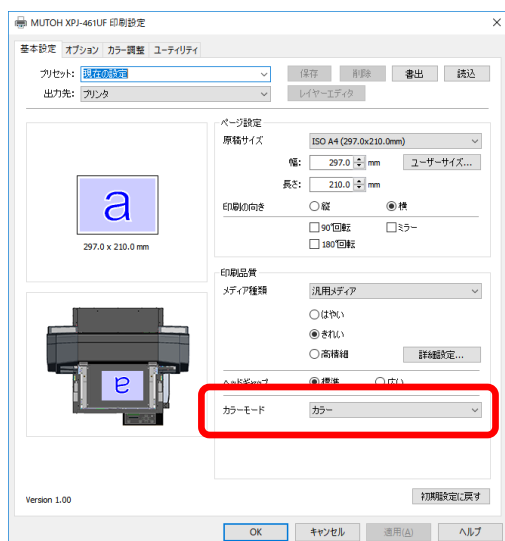 MUTOH XPJ-461UF 印刷設定
基本設定 オプション カラー調整 ユーティリティ
プリセット: 現在の設定 保存 削除 書出 読込
出力先: プリンタ レイヤーエディタ
ページ設定
原稿サイズ ISO A4 (297.0x210.0mm)
幅: 297.0 mm ユーザーサイズ...
長さ: 210.0 mm
印刷の向き 縦 横
90°回転 ミラー
180°回転
a
297.0 x 210.0 mm
印刷品質
メディア種類 汎用メディア
はやい
きれい
高精細 詳細設定...
ヘッドギャップ 標準 広い
a
カラーモード カラー
Version 1.00 初期設定に戻す
OK キャンセル 適用(A) ヘルプ